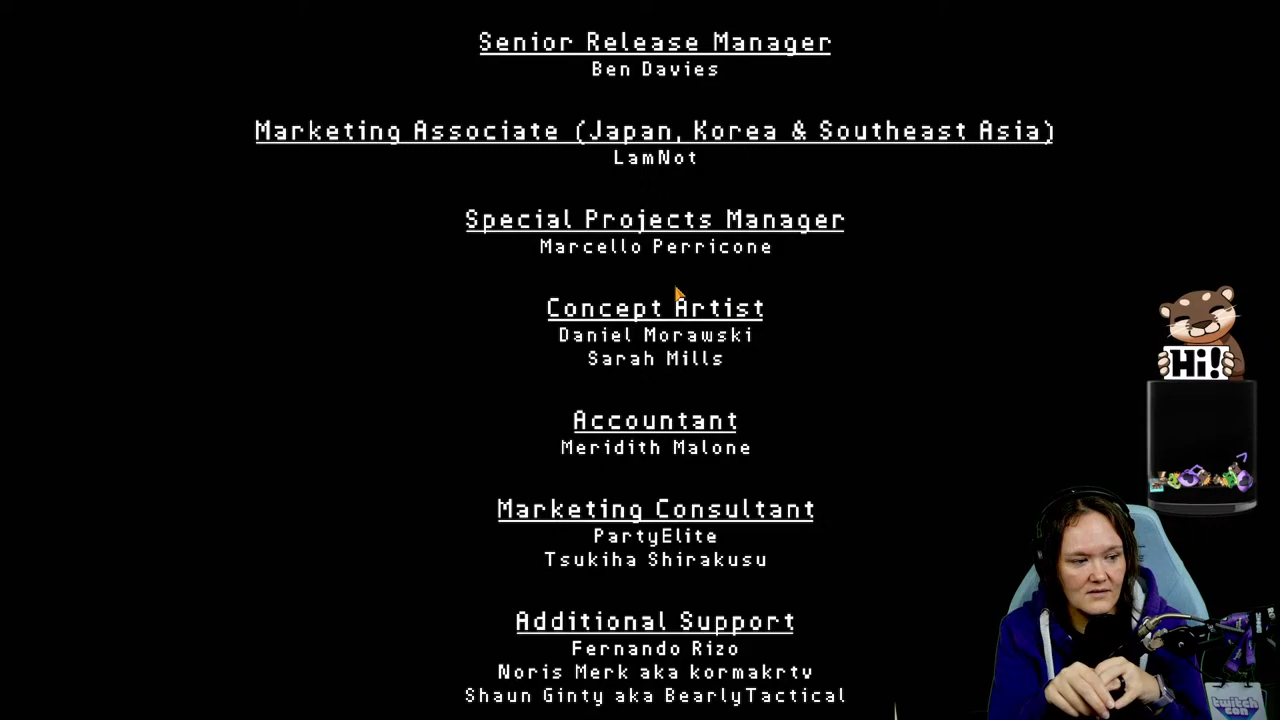 Senior Release Manager
Ben Davies
Marketing Associate (Japan, Korea & Southeast Asia)
LamNot
Special Projects Manager
Marcello Perricone
Concept Artist
Daniel Morawski
Sarah Mills
Accountant
Meridith Malone
Marketing Consultant
PartyElite
Tsukiha Shirakusu
Additional Support
Fernando Rizo
Noris Merk aka kormakrtv
Shaun Ginty aka BearlyTactical
Hi!
twitch
con